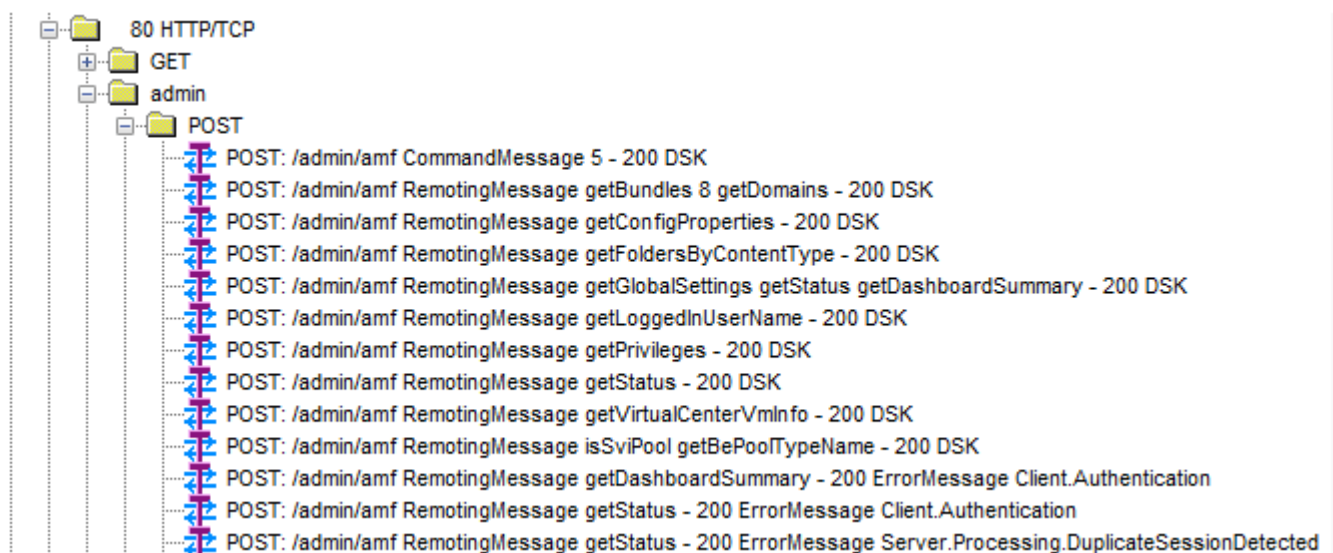 80 HTTP/TCP
GET
admin
POST
POST: /admin/amf CommandMessage 5 - 200 DSK
POST: /admin/amf RemotingMessage getBundles 8 getDomains - 200 DSK
POST: /admin/amf RemotingMessage getConfigProperties - 200 DSK
POST: /admin/amf RemotingMessage getFoldersByContentType - 200 DSK
POST: /admin/amf RemotingMessage getGlobalSettings getStatus getDashboardSummary - 200 DSK
POST: /admin/amf RemotingMessage getLoggedInUserName - 200 DSK
POST: /admin/amf RemotingMessage getPrivileges - 200 DSK
POST: /admin/amf RemotingMessage getStatus - 200 DSK
POST: /admin/amf RemotingMessage getVirtualCenterVmInfo - 200 DSK
POST: /admin/amf RemotingMessage isSviPool getBePoolTypeName - 200 DSK
POST: /admin/amf RemotingMessage getDashboardSummary - 200 ErrorMessage Client.Authentication
POST: /admin/amf RemotingMessage getStatus - 200 ErrorMessage Client.Authentication
POST: /admin/amf RemotingMessage getStatus - 200 ErrorMessage Server.Processing.DuplicateSessionDetected